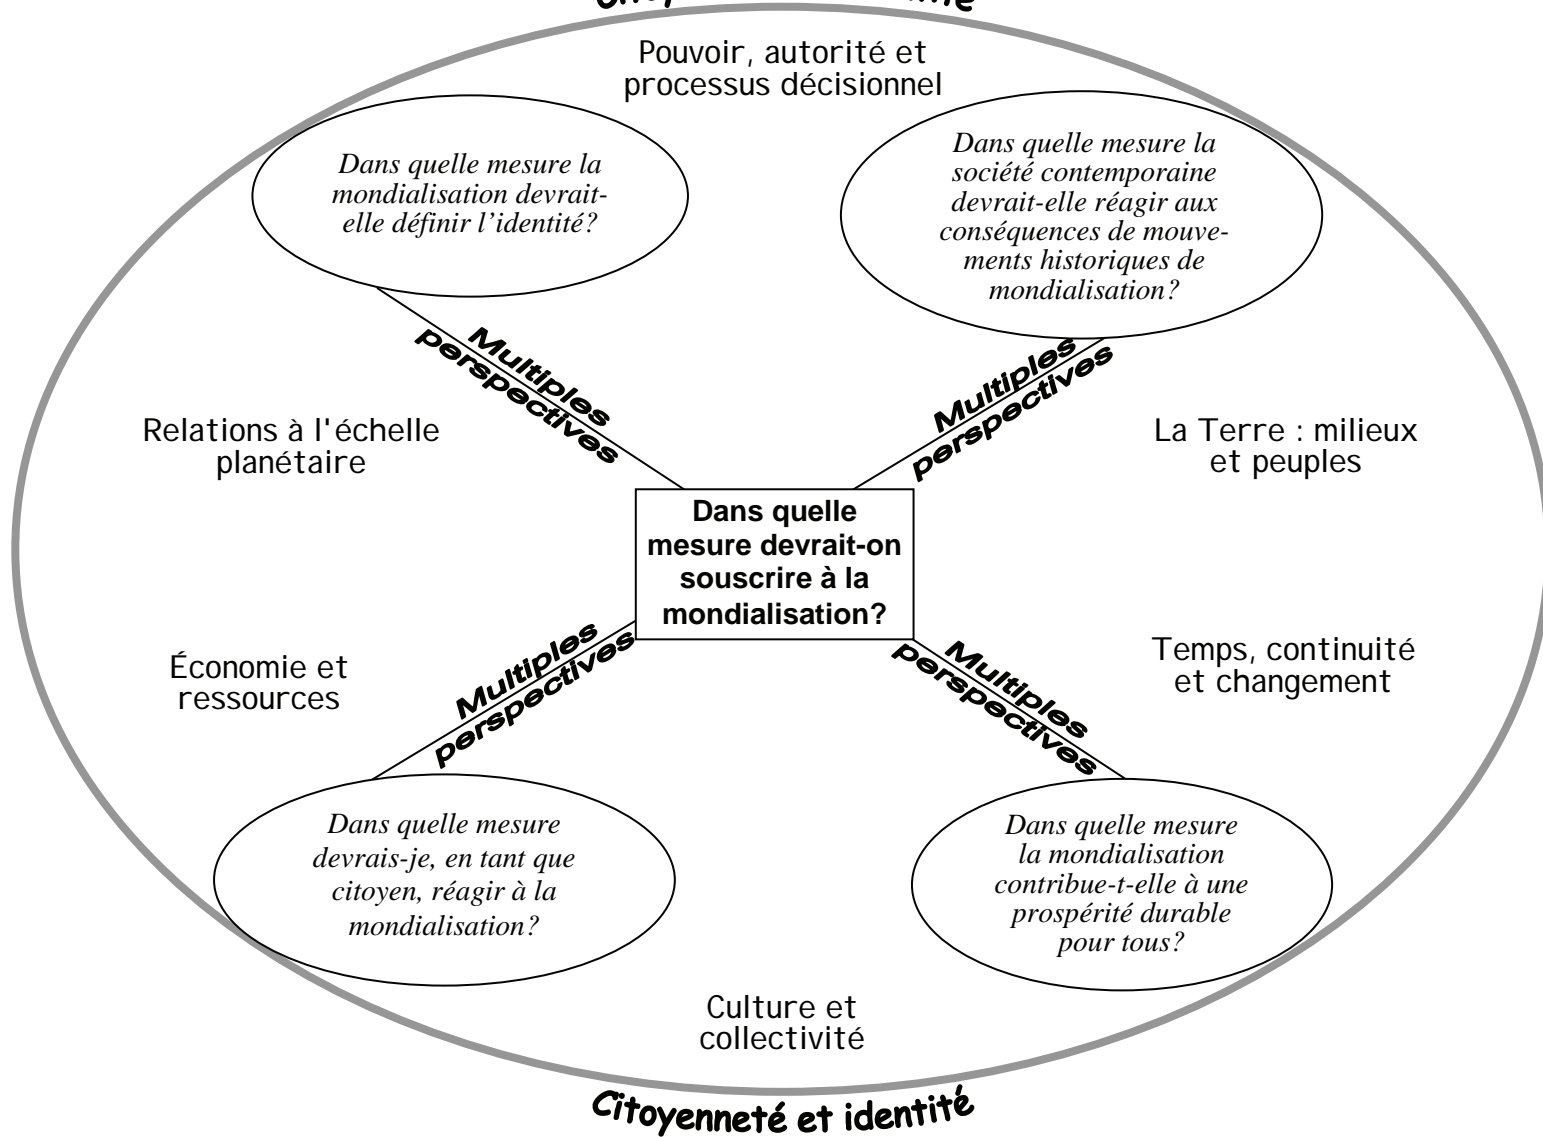 Pouvoir, autorité et
processus décisionnel
Dans quelle mesure la
mondialisation devrait-
elle définir l'identité?
Dans quelle mesure la
société contemporaine
devrait-elle réagir aux
conséquences de mouve-
ments historiques de
mondialisation?
Multiples
perspectives
Multiples
perspectives
Relations à l'échelle
planétaire
La Terre : milieux
et peuples
Dans quelle
mesure devrait-on
souscrire à la
mondialisation?
Économie et
ressources
Multiples
perspectives
Multiples
perspectives
Temps, continuité
et changement
Dans quelle mesure
devrais-je, en tant que
citoyen, réagir à la
mondialisation?
Dans quelle mesure
la mondialisation
contribue-t-elle à une
prospérité durable
pour tous?
Culture et
collectivité
Citoyenneté et identité